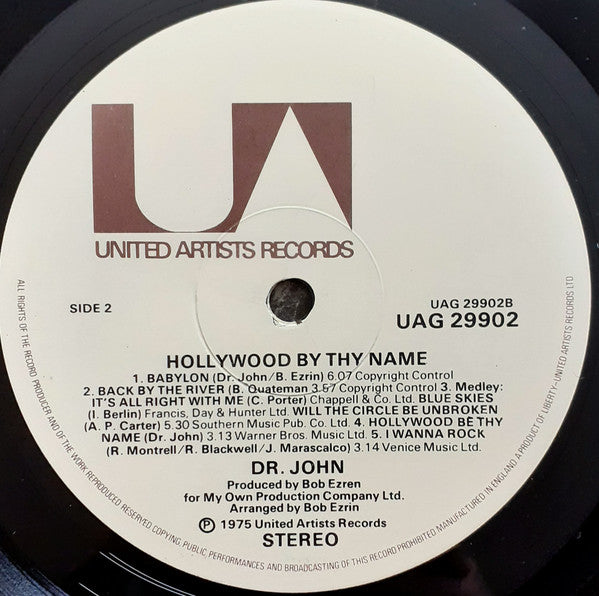 UA
UNITED ARTISTS RECORDS
SIDE 2
UAG 29902B
UAG 29902
HOLLYWOOD BY THY NAME
1. BABYLON (Dr. John/B. Ezrin) 6.07 Copyright Control
2. BACK BY THE RIVER (B. Quateman 3.57 Copyright Control 3. Medley:
IT'S ALL RIGHT WITH ME (C. Porter) Chappell & Co. Ltd. BLUE SKIES
(I. Berlin) Francis, Day & Hunter Ltd. WILL THE CIRCLE BE UNBROKEN
(A. P. Carter) 5.30 Southern Music Pub. Co. Ltd. 4. HOLLYWOOD BE THY
NAME (Dr. John) 3.13 Warner Bros. Music Ltd. 5. I WANNA ROCK
(R. Montrell/R. Blackwell/J. Marascalco) 3.14 Venice Music Ltd.
DR. JOHN
Produced by Bob Ezren
for My Own Production Company Ltd.
Arranged by Bob Ezrin
Ⓟ 1975 United Artists Records
STEREO
ALL RIGHTS OF THE RECORD PRODUCER AND OF THE WORK REPRODUCED RESERVED COPYING, PUBLIC PERFORMANCES AND BROADCASTING OF THIS RECORD PROHIBITED. MANUFACTURED IN ENGLAND. A PRODUCT OF LIBERTY-UNITED ARTISTS RECORDS LTD